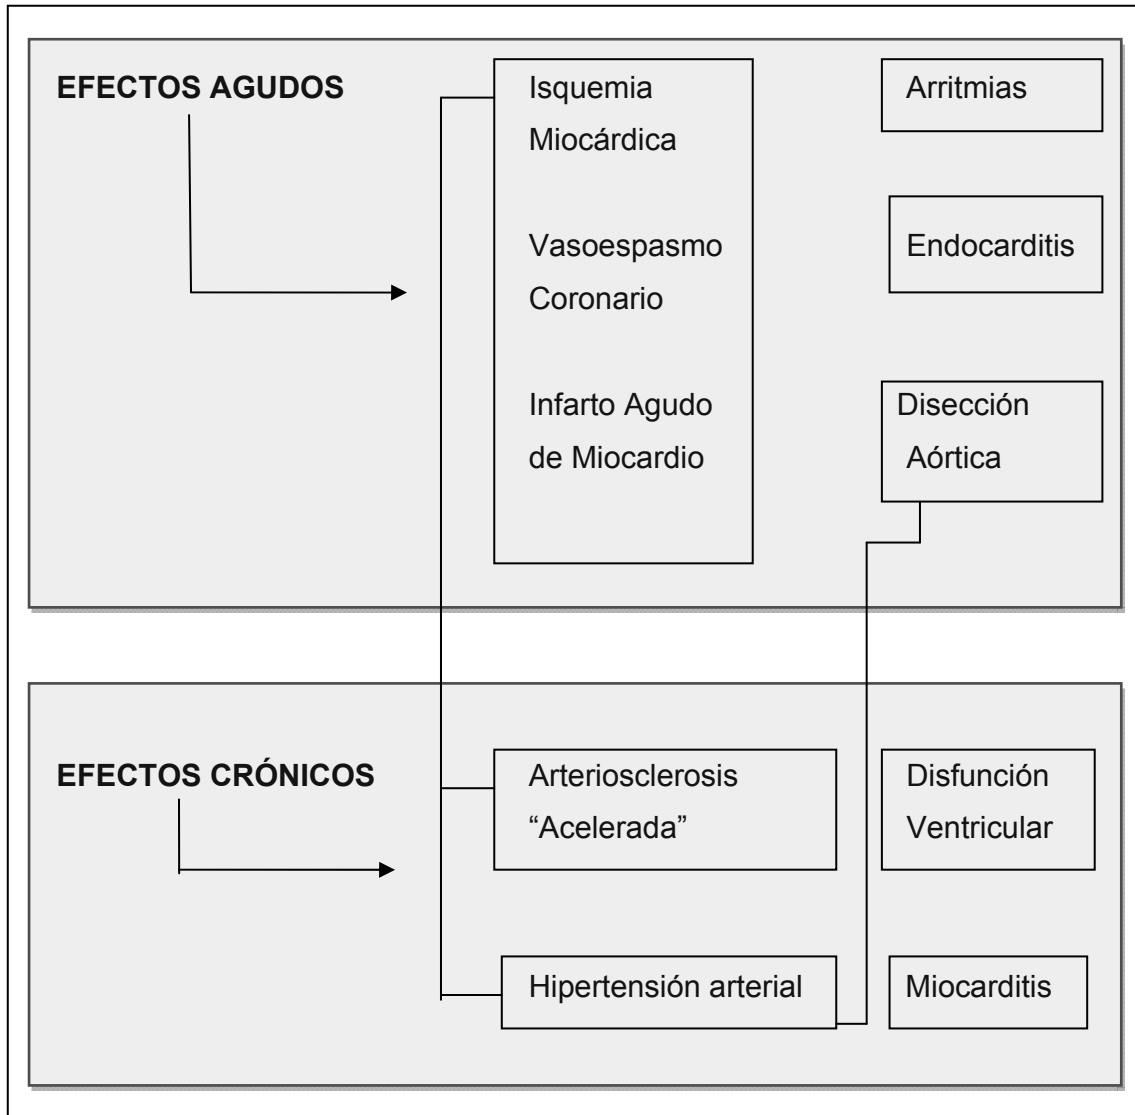 EFECTOS AGUDOS
Isquemia
Miocárdica
Vasoespasmo
Coronario
Infarto Agudo
de Miocardio
Arritmias
Endocarditis
Disección
Aórtica
EFECTOS CRÓNICOS
Arteriosclerosis
“Acelerada”
Hipertensión arterial
Disfunción
Ventricular
Miocarditis